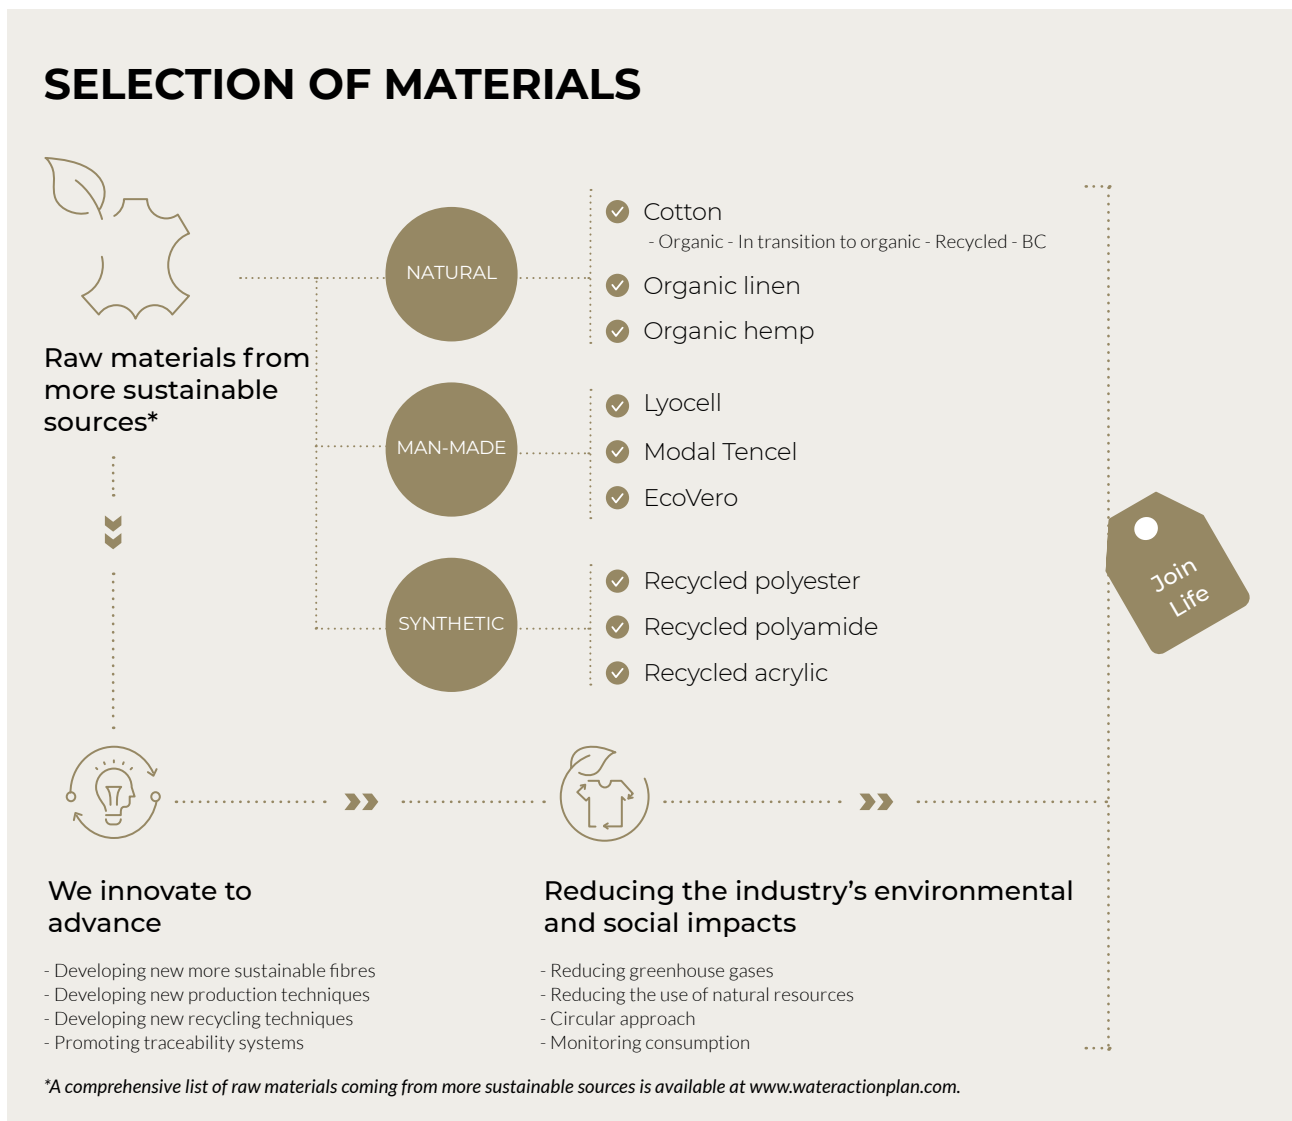 SELECTION OF MATERIALS
Raw materials from
more sustainable
sources*
NATURAL
Cotton
- Organic - In transition to organic - Recycled - BC
Organic linen
Organic hemp
MAN-MADE
Lyocell
Modal Tencel
EcoVero
SYNTHETIC
Recycled polyester
Recycled polyamide
Recycled acrylic
Join
Life
We innovate to
advance
- Developing new more sustainable fibres
- Developing new production techniques
- Developing new recycling techniques
- Promoting traceability systems
Reducing the industry’s environmental
and social impacts
- Reducing greenhouse gases
- Reducing the use of natural resources
- Circular approach
- Monitoring consumption
*A comprehensive list of raw materials coming from more sustainable sources is available at www.wateractionplan.com.